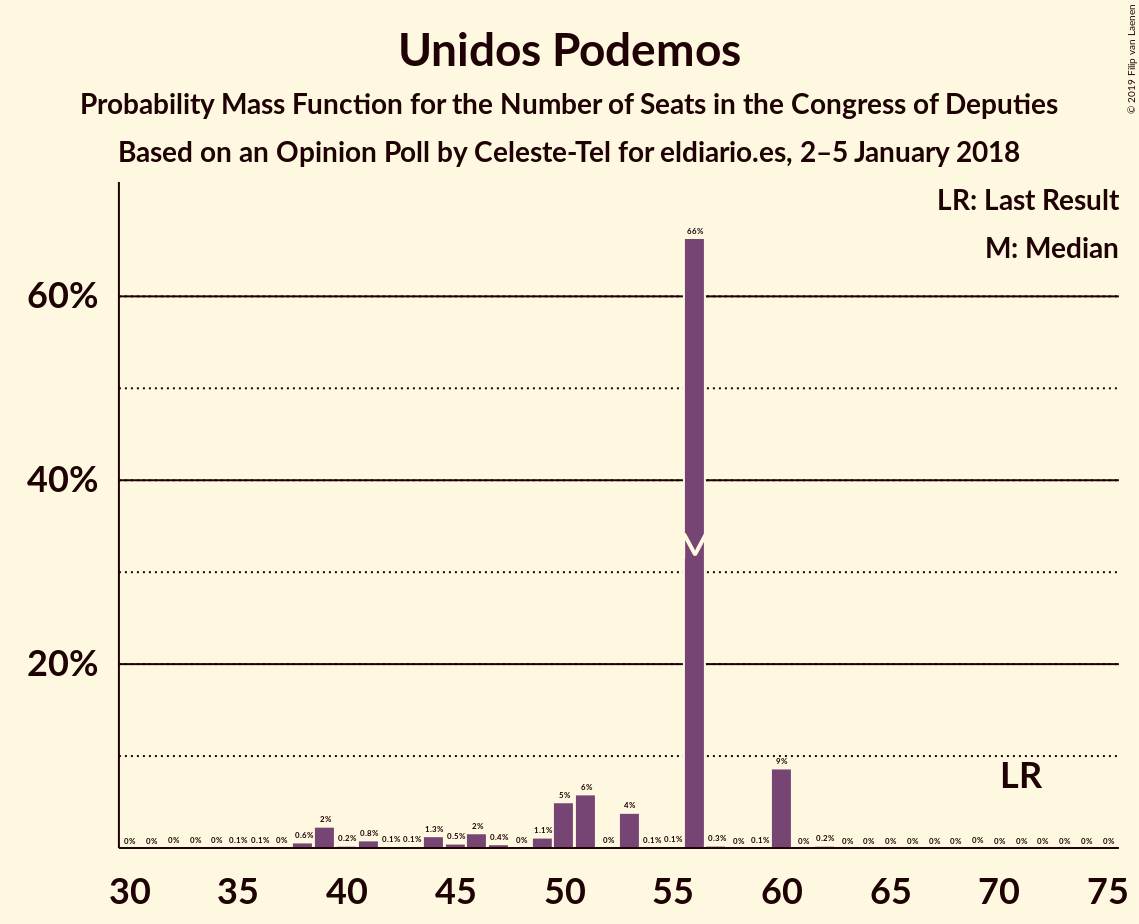 Unidos Podemos
Probability Mass Function for the Number of Seats in the Congress of Deputies
Based on an Opinion Poll by Celeste-Tel for eldiario.es, 2–5 January 2018
© 2019 Filip van Laenen
LR: Last Result
M: Median
60%
40%
20%
0% 0% 0% 0% 0% 0.1% 0.1% 0% 0.6% 2% 0.2% 0.8% 0.1% 0.1% 1.3% 0.5% 2% 0.4% 0% 1.1% 5% 6% 0% 4% 0.1% 0.1% 66% 0.3% 0% 0.1% 9% 0% 0.2% 0% 0% 0% 0% 0% 0% 0% 0% 0% 0% 0% 0% 0%
LR
30 35 40 45 50 55 60 65 70 75